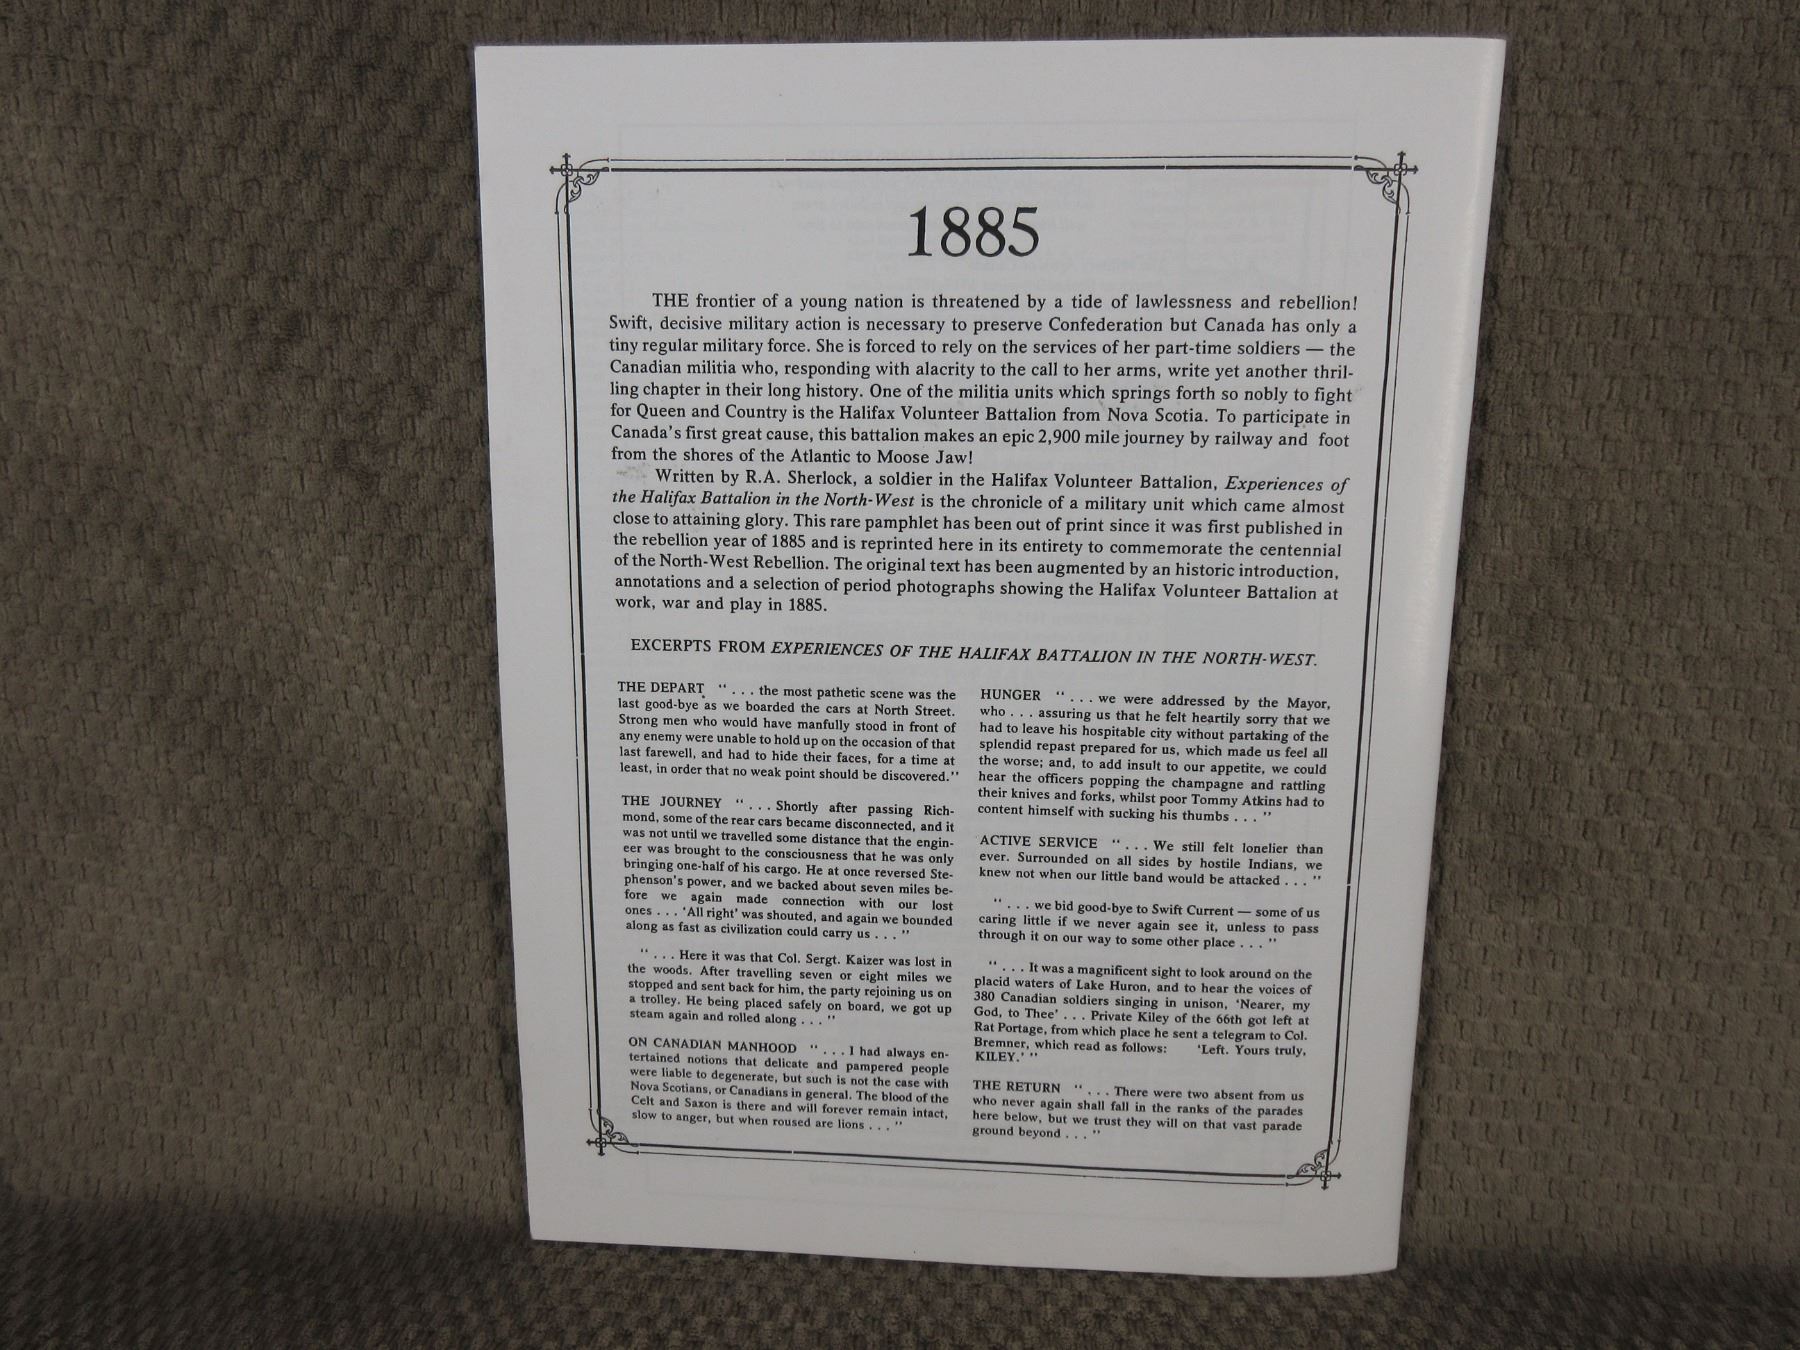 1885
THE frontier of a young nation is threatened by a tide of lawlessness and rebellion!
Swift, decisive military action is necessary to preserve Confederation but Canada has only a
tiny regular military force. She is forced to rely on the services of her part-time soldiers — the
Canadian militia who, responding with alacrity to the call to her arms, write yet another thril-
ling chapter in their long history. One of the militia units which springs forth so nobly to fight
for Queen and Country is the Halifax Volunteer Battalion from Nova Scotia. To participate in
Canada's first great cause, this battalion makes an epic 2,900 mile journey by railway and foot
from the shores of the Atlantic to Moose Jaw!
Written by R.A. Sherlock, a soldier in the Halifax Volunteer Battalion, Experiences of
the Halifax Battalion in the North-West is the chronicle of a military unit which came almost
close to attaining glory. This rare pamphlet has been out of print since it was first published in
the rebellion year of 1885 and is reprinted here in its entirety to commemorate the centennial
of the North-West Rebellion. The original text has been augmented by an historic introduction,
annotations and a selection of period photographs showing the Halifax Volunteer Battalion at
work, war and play in 1885.
EXCERPTS FROM EXPERIENCES OF THE HALIFAX BATTALION IN THE NORTH-WEST.
THE DEPART " . . . the most pathetic scene was the
last good-bye as we boarded the cars at North Street.
Strong men who would have manfully stood in front of
any enemy were unable to hold up on the occasion of that
last farewell, and had to hide their faces, for a time at
least, in order that no weak point should be discovered."
THE JOURNEY " . . . Shortly after passing Rich-
mond, some of the rear cars became disconnected, and it
was not until we travelled some distance that the engin-
eer was brought to the consciousness that he was only
bringing one-half of his cargo. He at once reversed Ste-
phenson's power, and we backed about seven miles be-
fore we again made connection with our lost
ones . . . 'All right' was shouted, and again we bounded
along as fast as civilization could carry us . . . "
" . . . Here it was that Col. Sergt. Kaizer was lost in
the woods. After travelling seven or eight miles we
stopped and sent back for him, the party rejoining us on
a trolley. He being placed safely on board, we got up
steam again and rolled along . . . "
ON CANADIAN MANHOOD " . . . I had always en-
tertained notions that delicate and pampered people
were liable to degenerate, but such is not the case with
Nova Scotians, or Canadians in general. The blood of the
Celt and Saxon is there and will forever remain intact,
slow to anger, but when roused are lions . . . "
HUNGER " . . . we were addressed by the Mayor,
who . . . assuring us that he felt heartily sorry that we
had to leave his hospitable city without partaking of the
splendid repast prepared for us, which made us feel all
the worse; and, to add insult to our appetite, we could
hear the officers popping the champagne and rattling
their knives and forks, whilst poor Tommy Atkins had to
content himself with sucking his thumbs . . . "
ACTIVE SERVICE " . . . We still felt lonelier than
ever. Surrounded on all sides by hostile Indians, we
knew not when our little band would be attacked . . . "
" . . . we bid good-bye to Swift Current — some of us
caring little if we never again see it, unless to pass
through it on our way to some other place . . . "
" . . . It was a magnificent sight to look around on the
placid waters of Lake Huron, and to hear the voices of
380 Canadian soldiers singing in unison, 'Nearer, my
God, to Thee' . . . Private Kiley of the 66th got left at
Rat Portage, from which place he sent a telegram to Col.
Bremner, which read as follows: 'Left. Yours truly,
KILEY.' "
THE RETURN " . . . There were two absent from us
who never again shall fall in the ranks of the parades
here below, but we trust they will on that vast parade
ground beyond . . . "